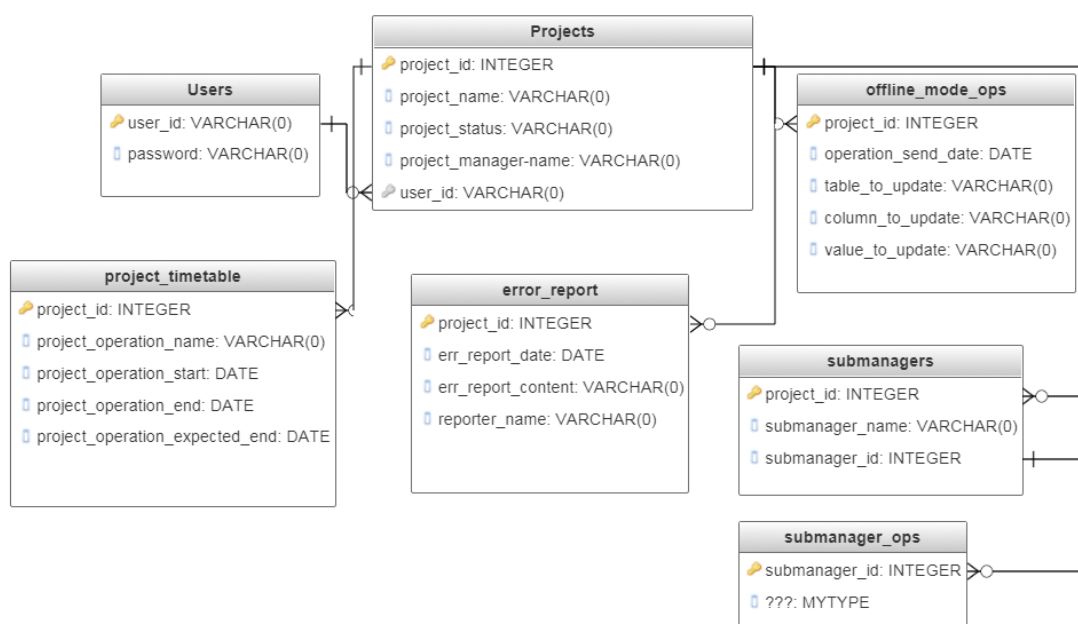 Projects
project_id: INTEGER
project_name: VARCHAR(0)
project_status: VARCHAR(0)
project_manager-name: VARCHAR(0)
user_id: VARCHAR(0)
Users
user_id: VARCHAR(0)
password: VARCHAR(0)
offline_mode_ops
project_id: INTEGER
operation_send_date: DATE
table_to_update: VARCHAR(0)
column_to_update: VARCHAR(0)
value_to_update: VARCHAR(0)
project_timetable
project_id: INTEGER
project_operation_name: VARCHAR(0)
project_operation_start: DATE
project_operation_end: DATE
project_operation_expected_end: DATE
error_report
project_id: INTEGER
err_report_date: DATE
err_report_content: VARCHAR(0)
reporter_name: VARCHAR(0)
submanagers
project_id: INTEGER
submanager_name: VARCHAR(0)
submanager_id: INTEGER
submanager_ops
submanager_id: INTEGER
???: MYTYPE